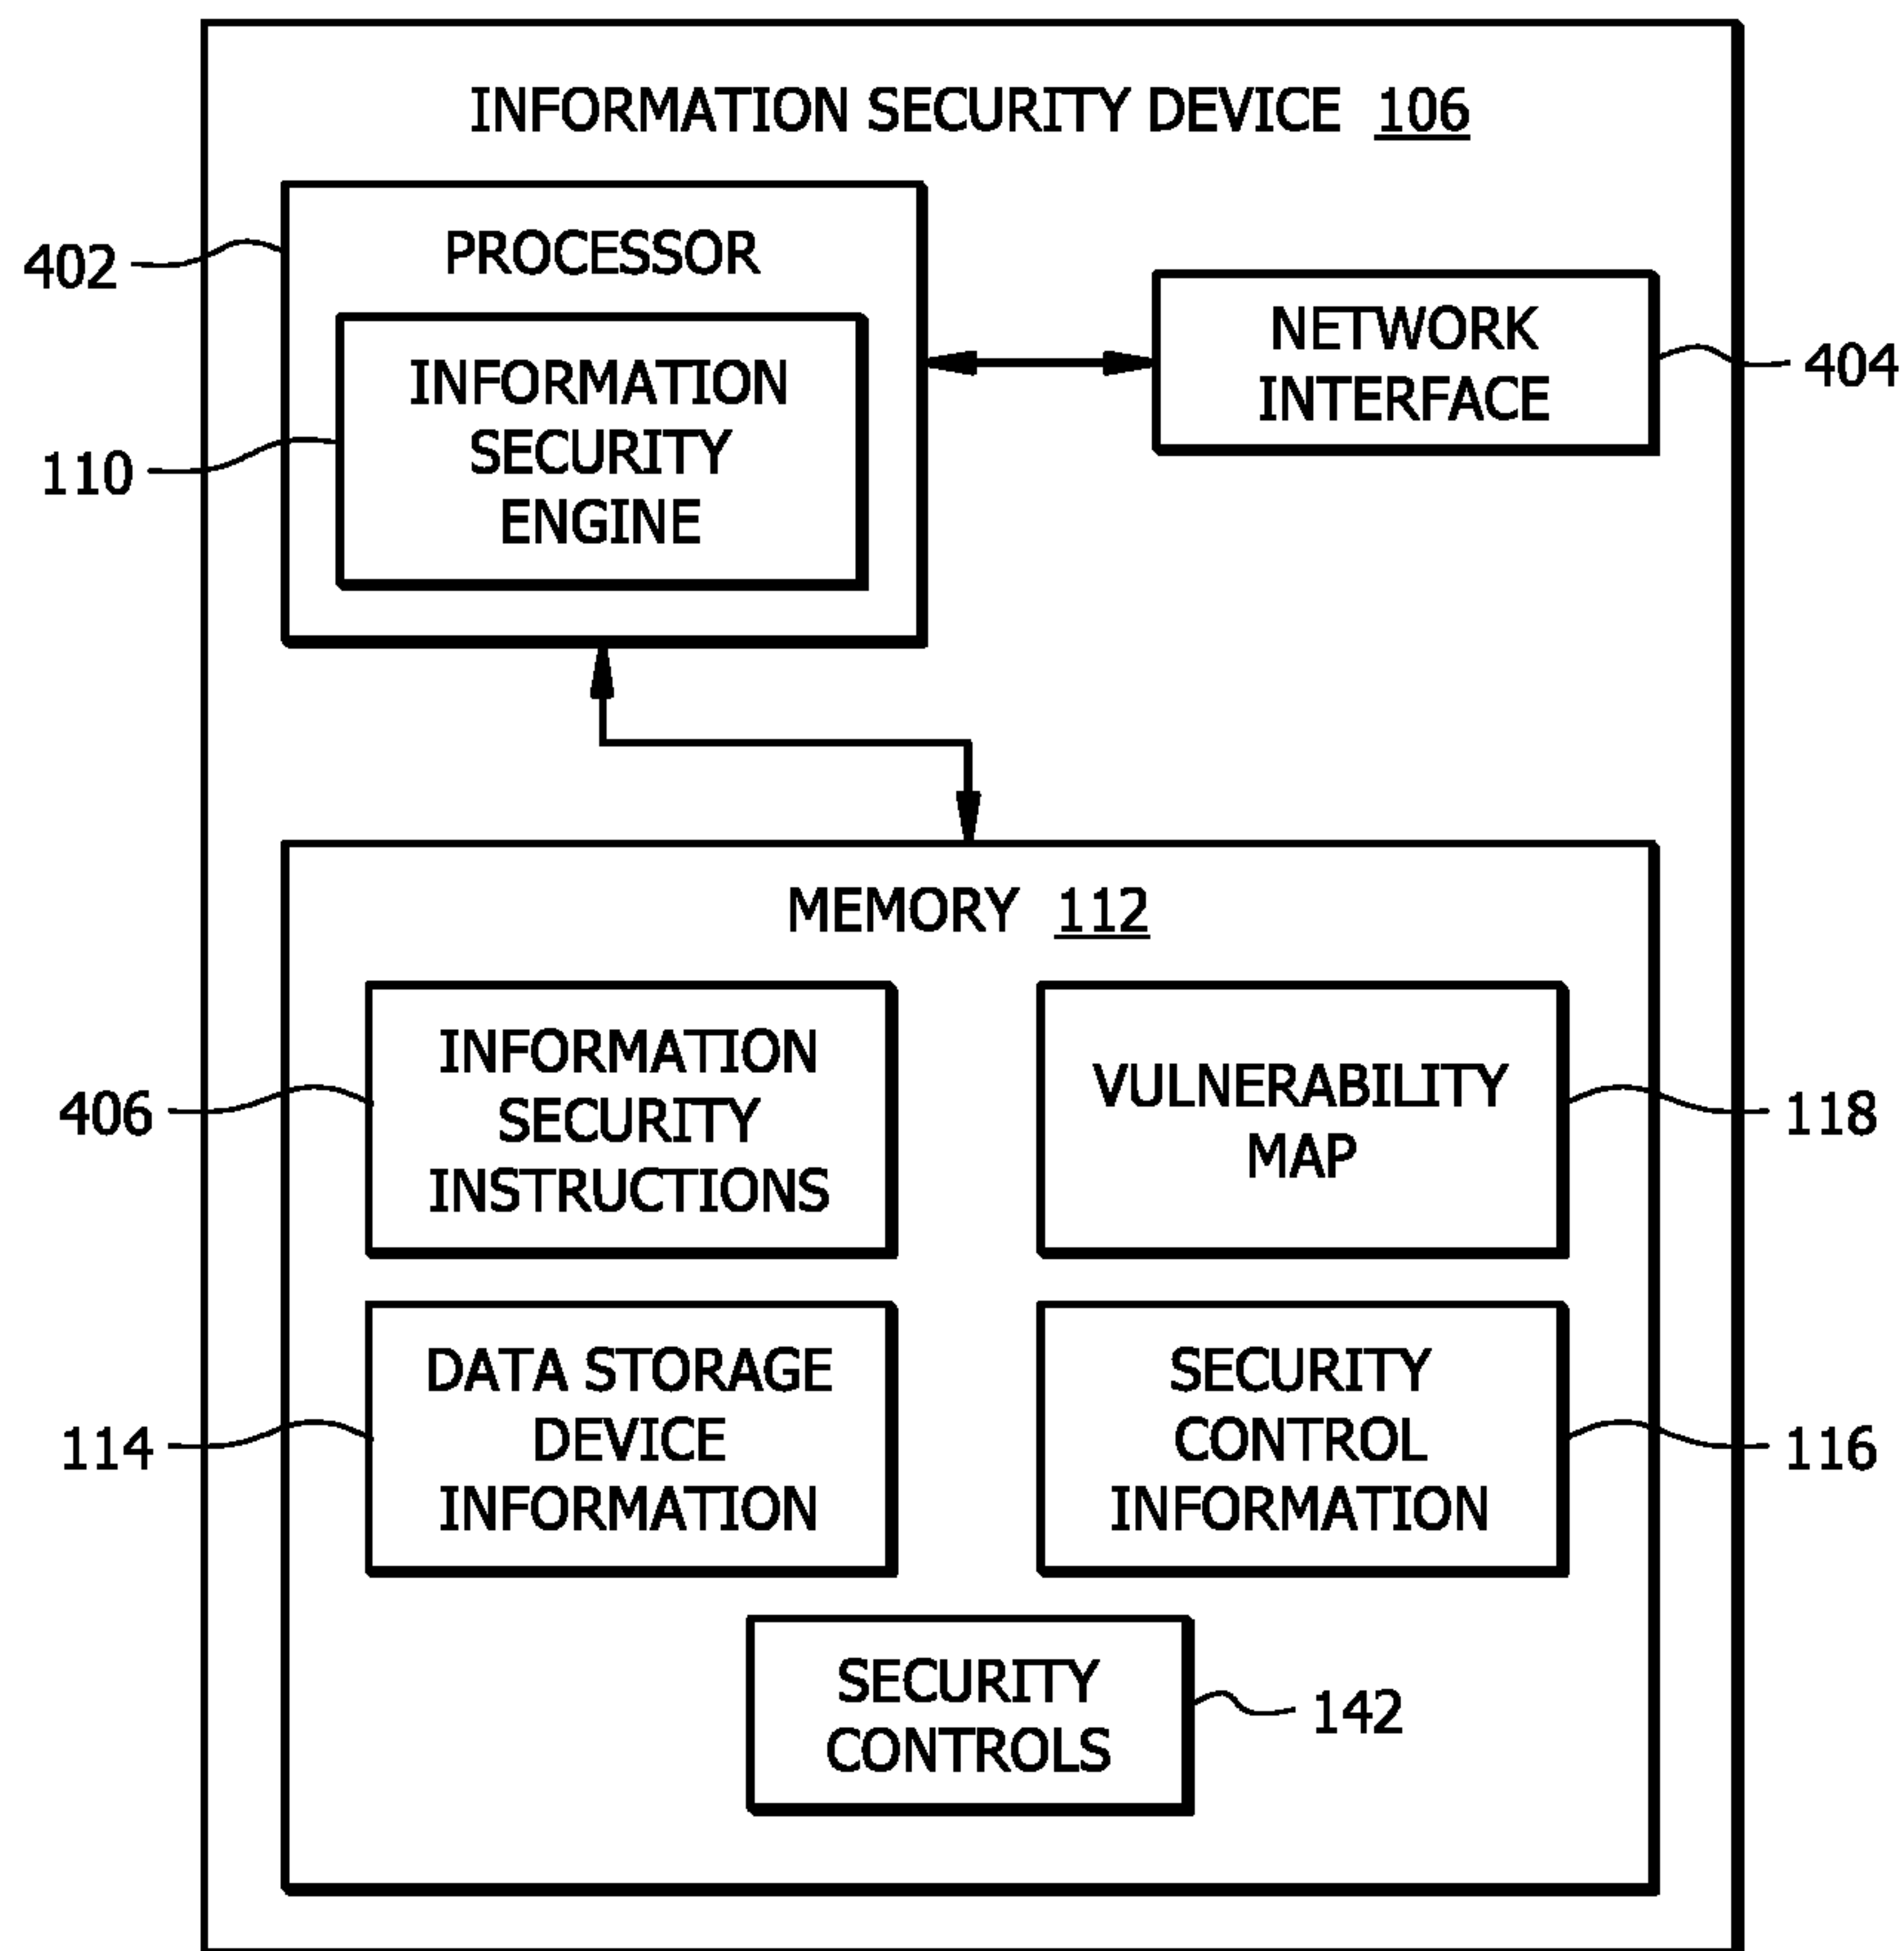 INFORMATION SECURITY DEVICE 106
402
PROCESSOR
INFORMATION
SECURITY
ENGINE
110
NETWORK
INTERFACE
404
MEMORY 112
406
INFORMATION
SECURITY
INSTRUCTIONS
VULNERABILITY
MAP
118
114
DATA STORAGE
DEVICE
INFORMATION
SECURITY
CONTROL
INFORMATION
116
SECURITY
CONTROLS
142